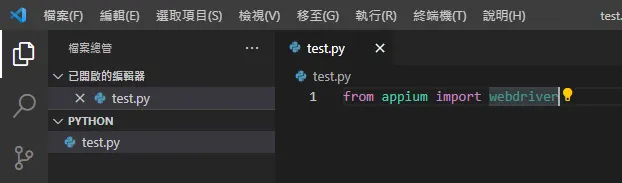 檔案(F) 編輯(E) 選取項目(S) 檢視(V) 移至(G) 執行(R) 終端機(T) 說明(H) test.
檔案總管 ... test.py
已開啟的編輯器 test.py
test.py 1 from appium import webdriver
PYTHON
test.py